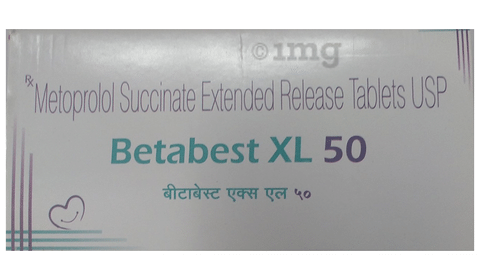 ©1mg
Rx Metoprolol Succinate Extended Release Tablets USP
Betabest XL 50
बीटाबेस्ट एक्स एल ५०